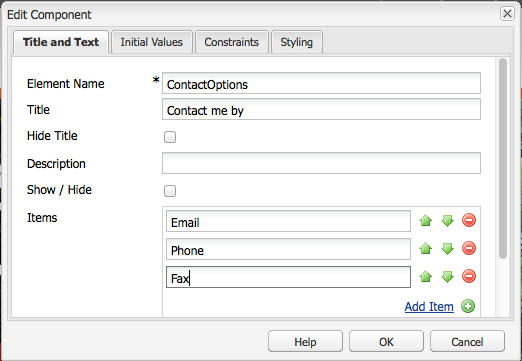 Edit Component
Title and Text Initial Values Constraints Styling
Element Name * ContactOptions
Title Contact me by
Hide Title
Description
Show / Hide
Items Email
Phone
Fax
Add Item
Help OK Cancel